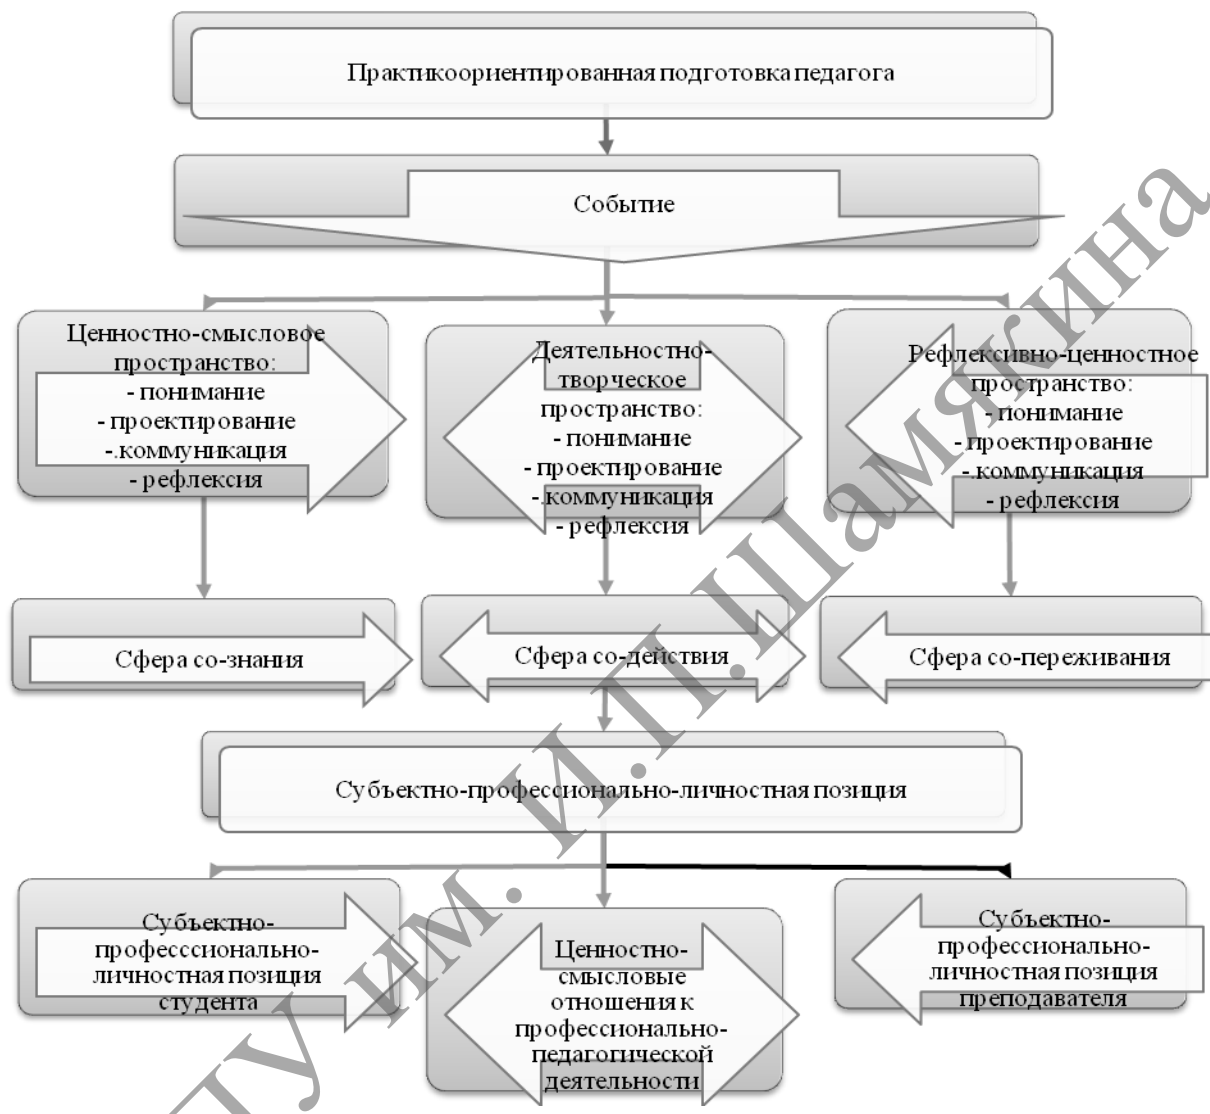 Практикоориентированная подготовка педагога
Событие
Ценностно-смысловое
пространство:
- понимание
- проектирование
-.коммуникация
- рефлексия
Деятельностно-
творческое
пространство:
- понимание
- проектирование
-.коммуникация
- рефлексия
Рефлексивно-ценностное
пространство:
- понимание
- проектирование
-.коммуникация
- рефлексия
Сфера со-знания
Сфера со-действия
Сфера со-переживания
Субъектно-профессионально-личностная позиция
Субъектно-
професссионально-
личностная позиция
студента
Ценностно-
смысловые
отношения к
профессионально-
педагогической
деятельности
Субъектно-
профессионально-
личностная позиция
преподавателя
ПУ им. И.П.Шамякина